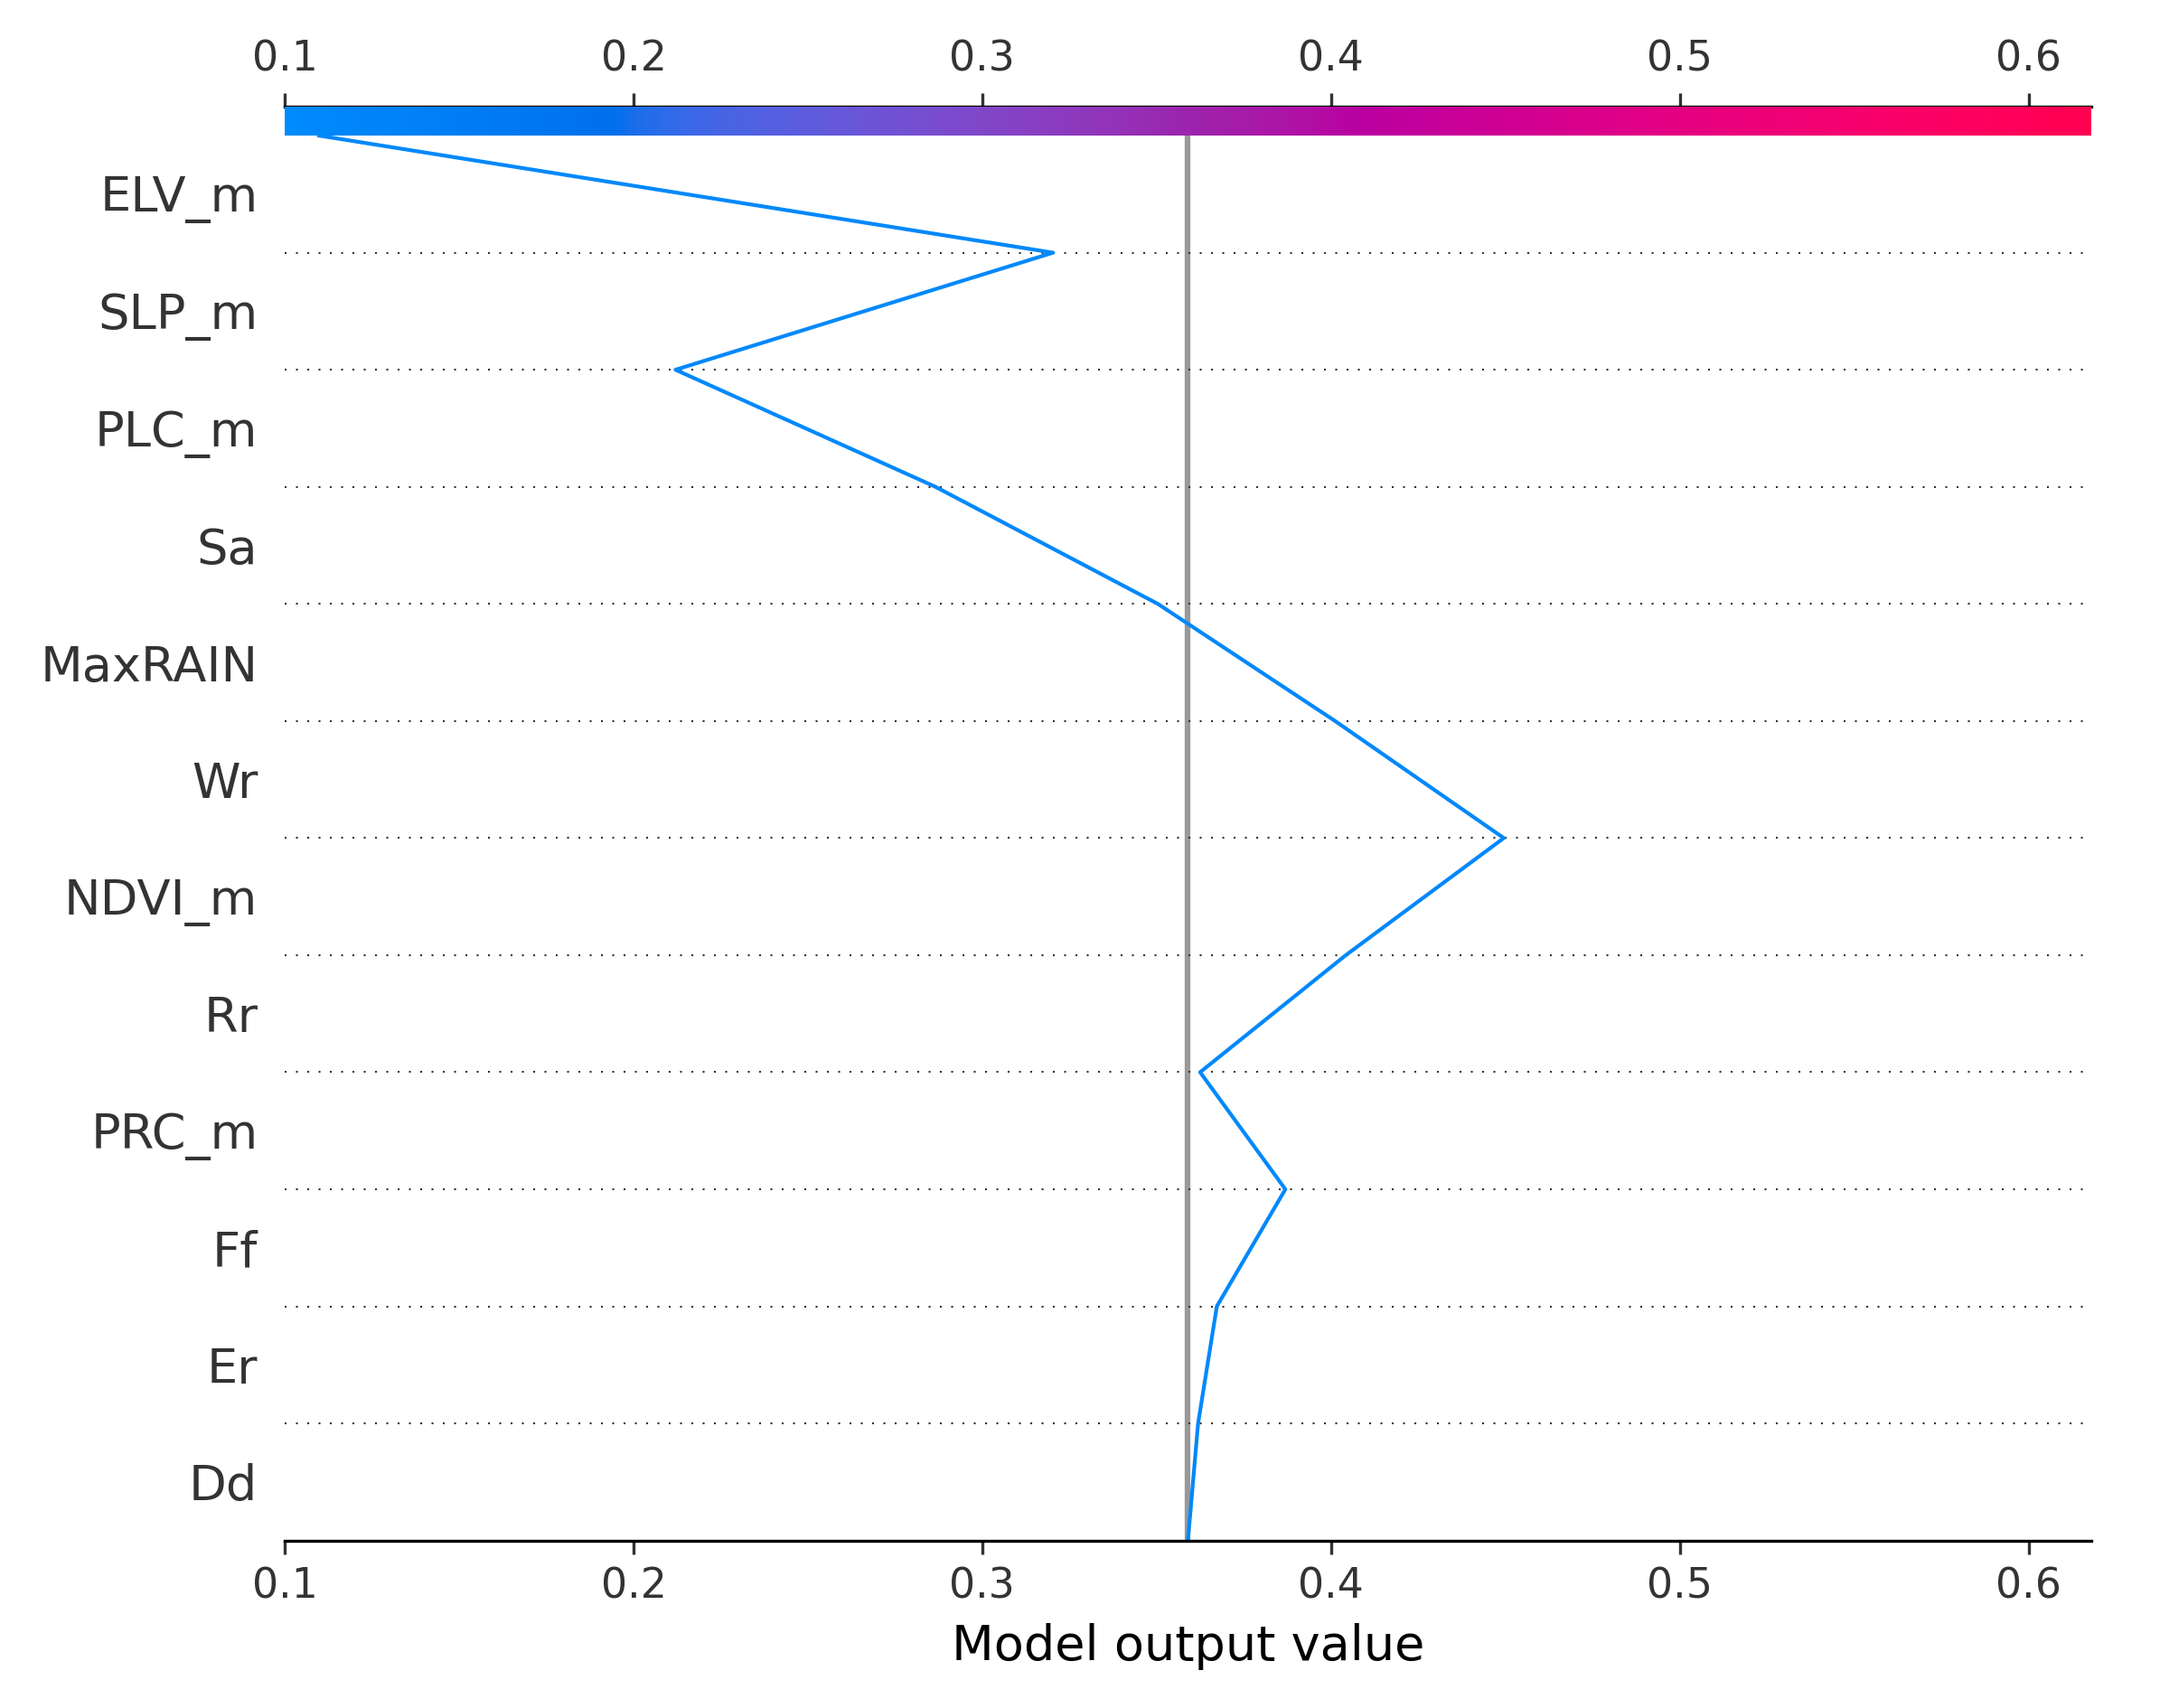 0.1 0.2 0.3 0.4 0.5 0.6
ELV_m
SLP_m
PLC_m
Sa
MaxRAIN
Wr
NDVI_m
Rr
PRC_m
Ff
Er
Dd
0.1 0.2 0.3 0.4 0.5 0.6
Model output value